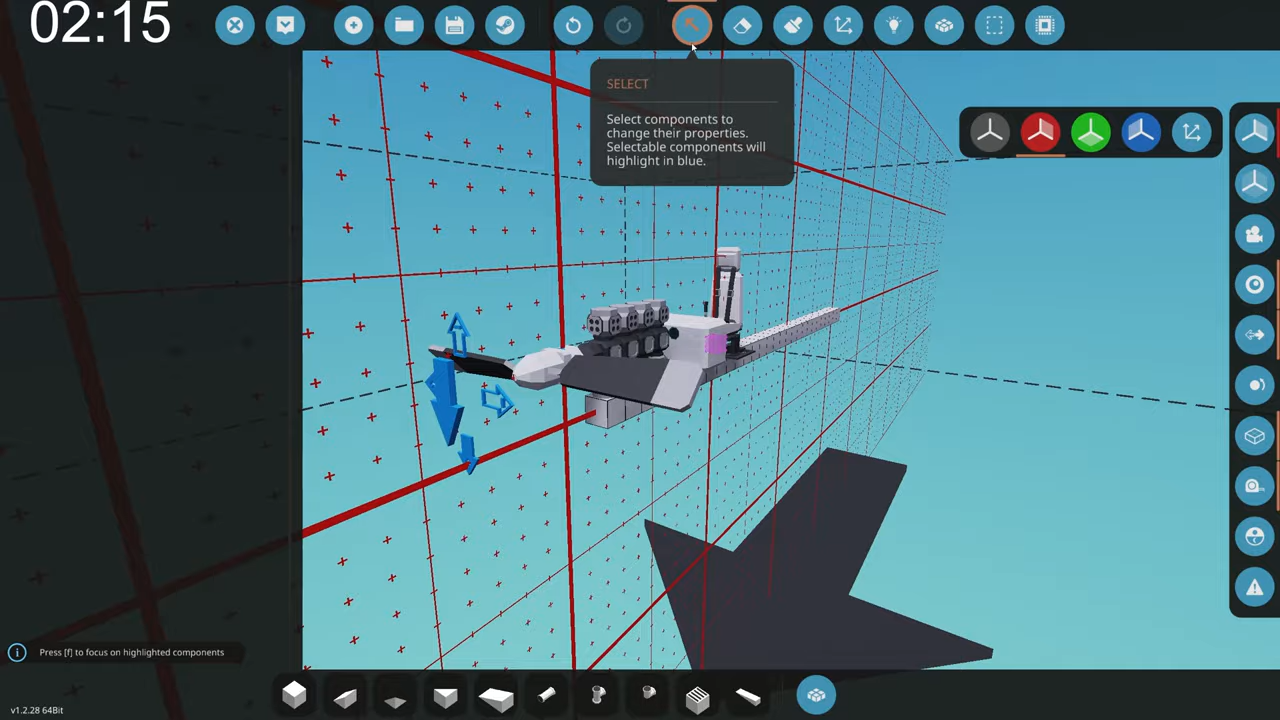 02:15
SELECT
Select components to
change their properties.
Selectable components will
highlight in blue.
Press [f] to focus on highlighted components
v1.2.28 64Bit